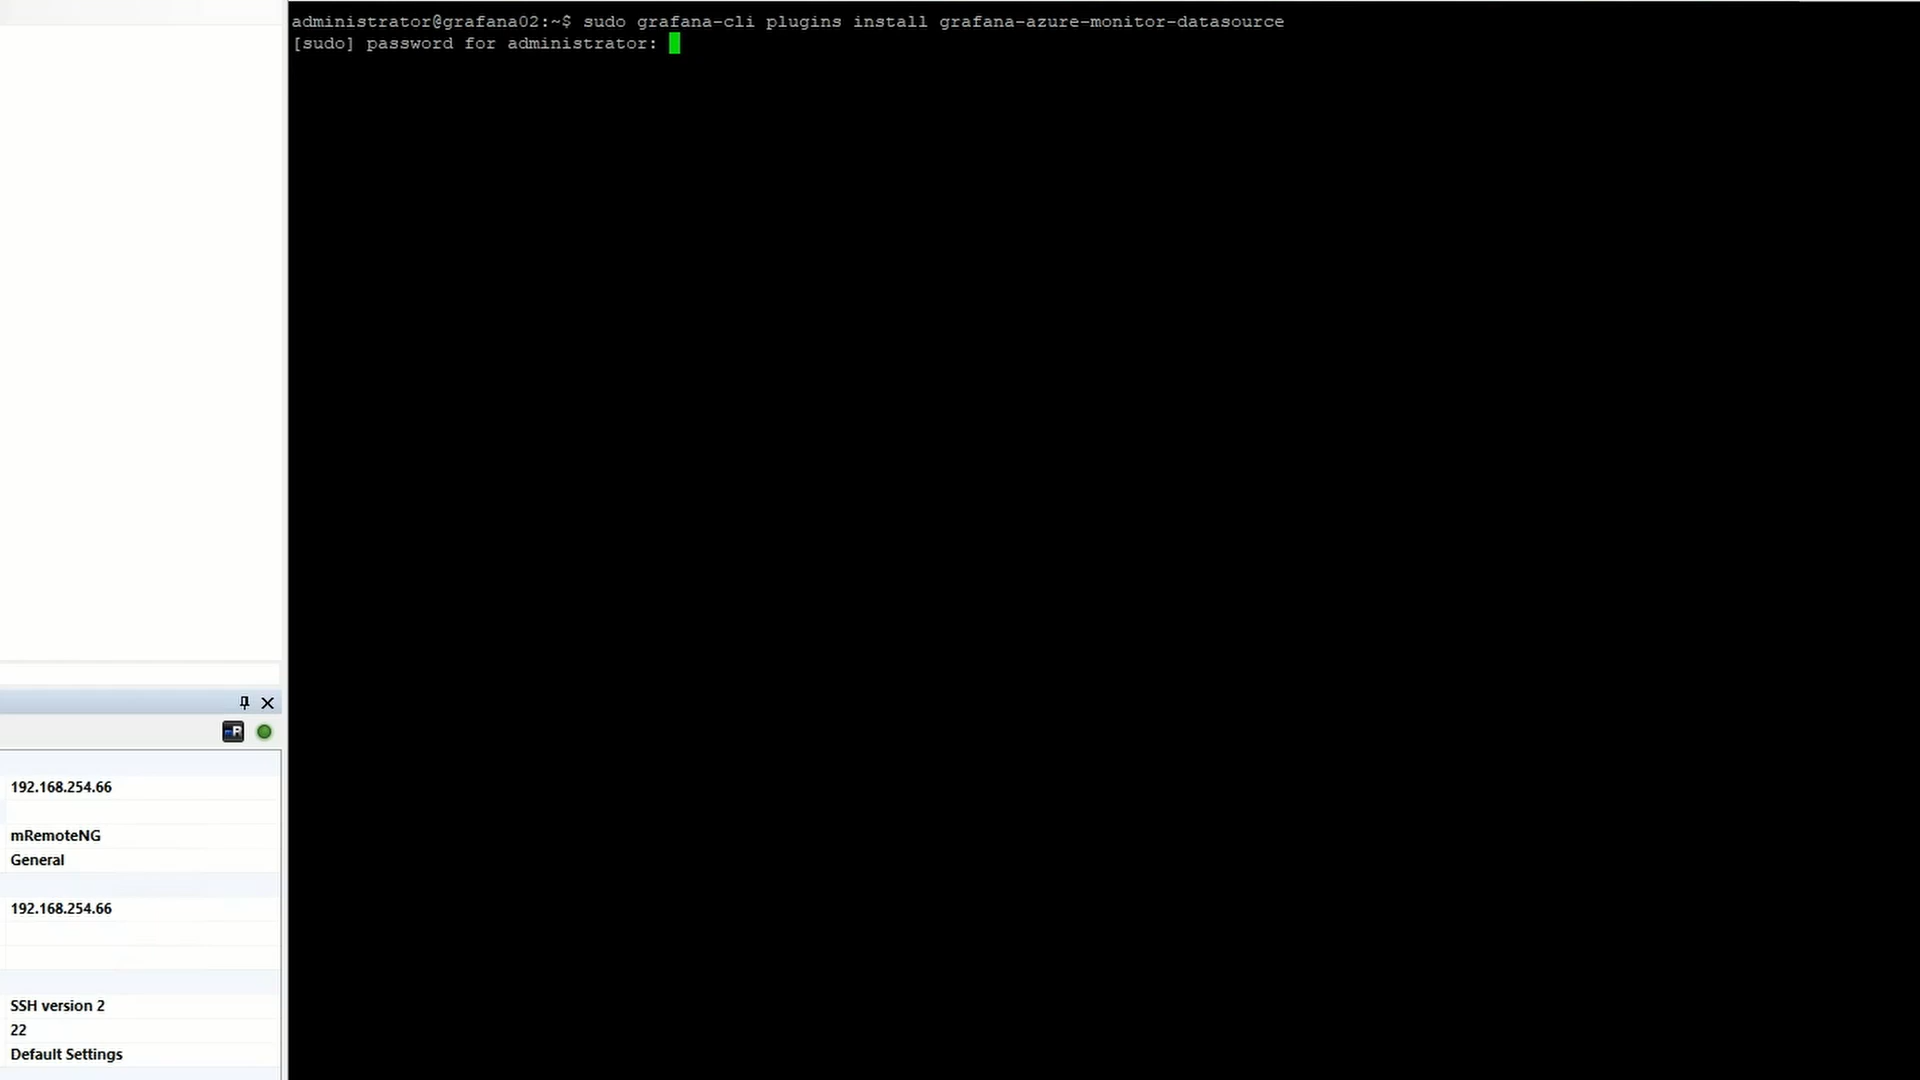 administrator@grafana02:~$ sudo grafana-cli plugins install grafana-azure-monitor-datasource
[sudo] password for administrator:
192.168.254.66
mRemoteNG
General
192.168.254.66
SSH version 2
22
Default Settings